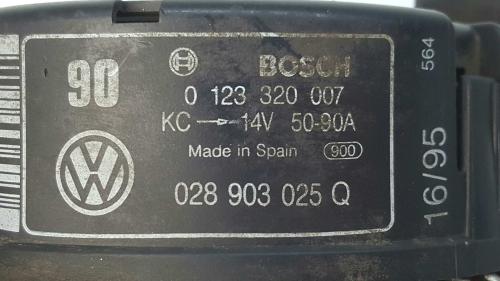 90
BOSCH
0 123 320 007
KC → 14V 50-90A
Made in Spain 900
028 903 025 Q
16/95
564